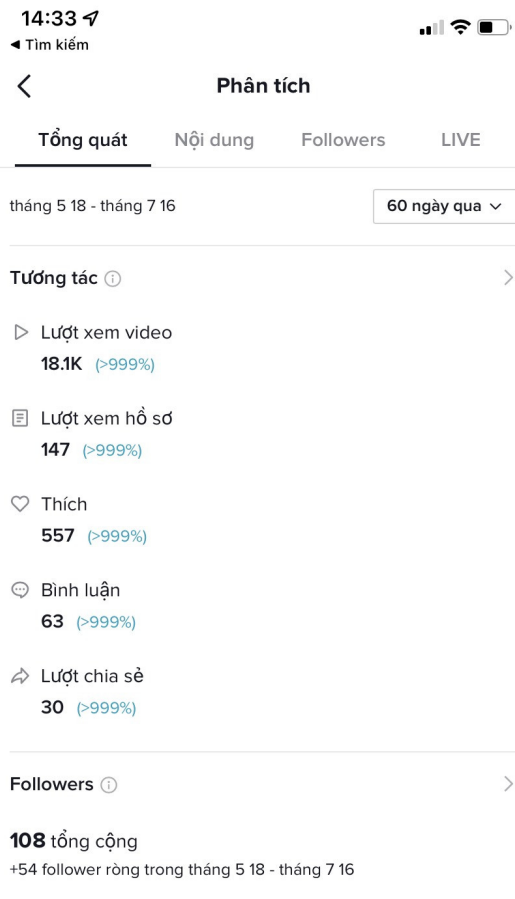 14:33
Tìm kiếm
Phân tích
Tổng quát Nội dung Followers LIVE
tháng 5 18 - tháng 7 16 60 ngày qua
Tương tác
Lượt xem video
18.1K (>999%)
Lượt xem hồ sơ
147 (>999%)
Thích
557 (>999%)
Bình luận
63 (>999%)
Lượt chia sẻ
30 (>999%)
Followers
108 tổng cộng
+54 follower ròng trong tháng 5 18 - tháng 7 16